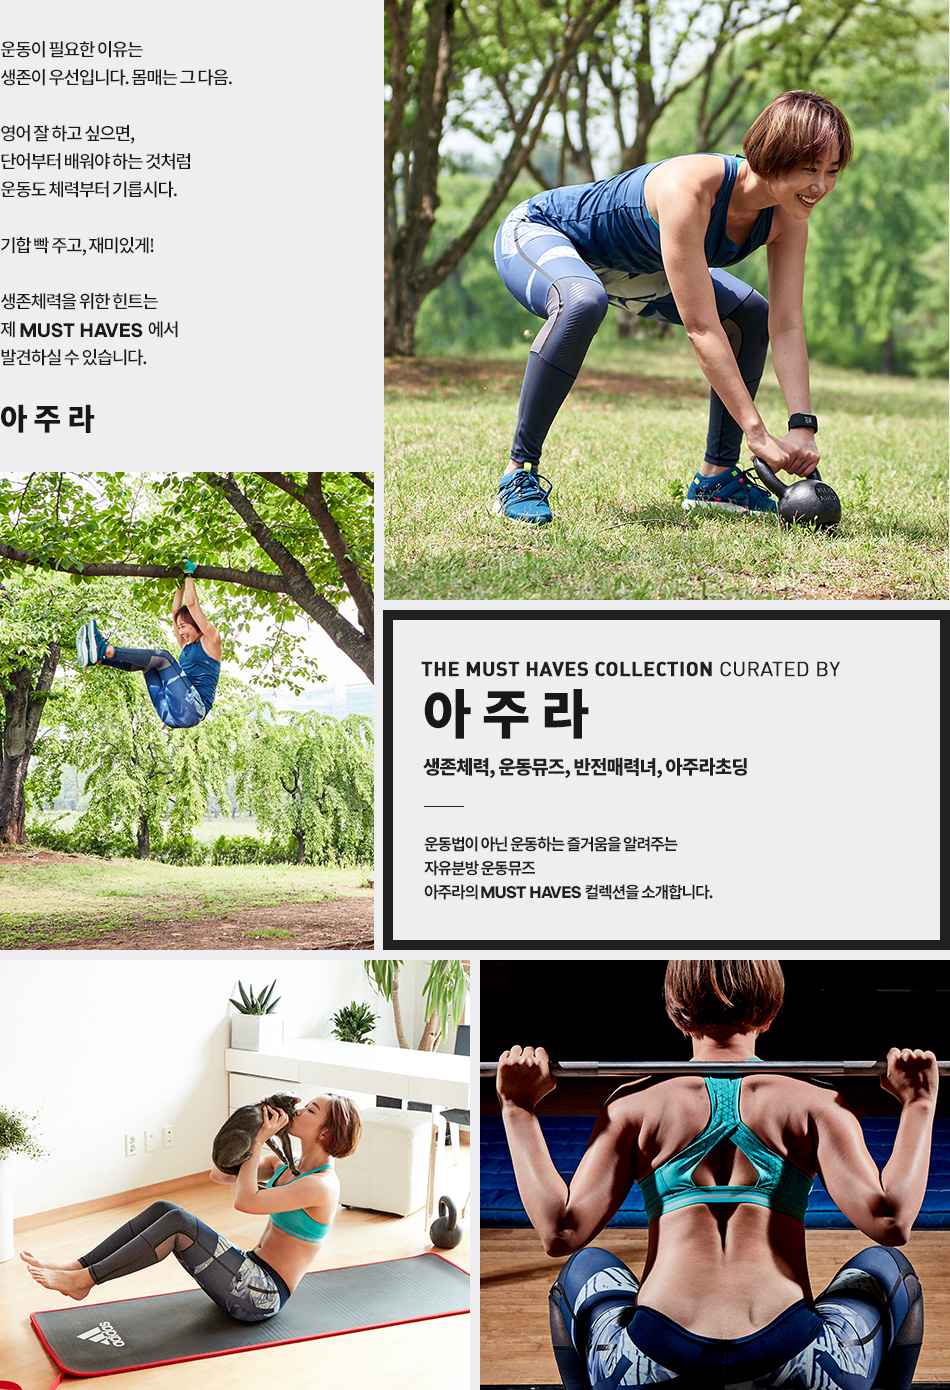 운동이 필요한 이유는
생존이 우선입니다. 몸매는 그 다음.
영어 잘 하고 싶으면,
단어부터 배워야 하는 것처럼
운동도 체력부터 기릅시다.
기합 빡 주고, 재미있게!
생존체력을 위한 힌트는
제 MUST HAVES 에서
발견하실 수 있습니다.
아주라
THE MUST HAVES COLLECTION CURATED BY
아주라
생존체력, 운동뮤즈, 반전매력녀, 아주라초딩
운동법이 아닌 운동하는 즐거움을 알려주는
자유분방 운동뮤즈
아주라의 MUST HAVES 컬렉션을 소개합니다.
adidas